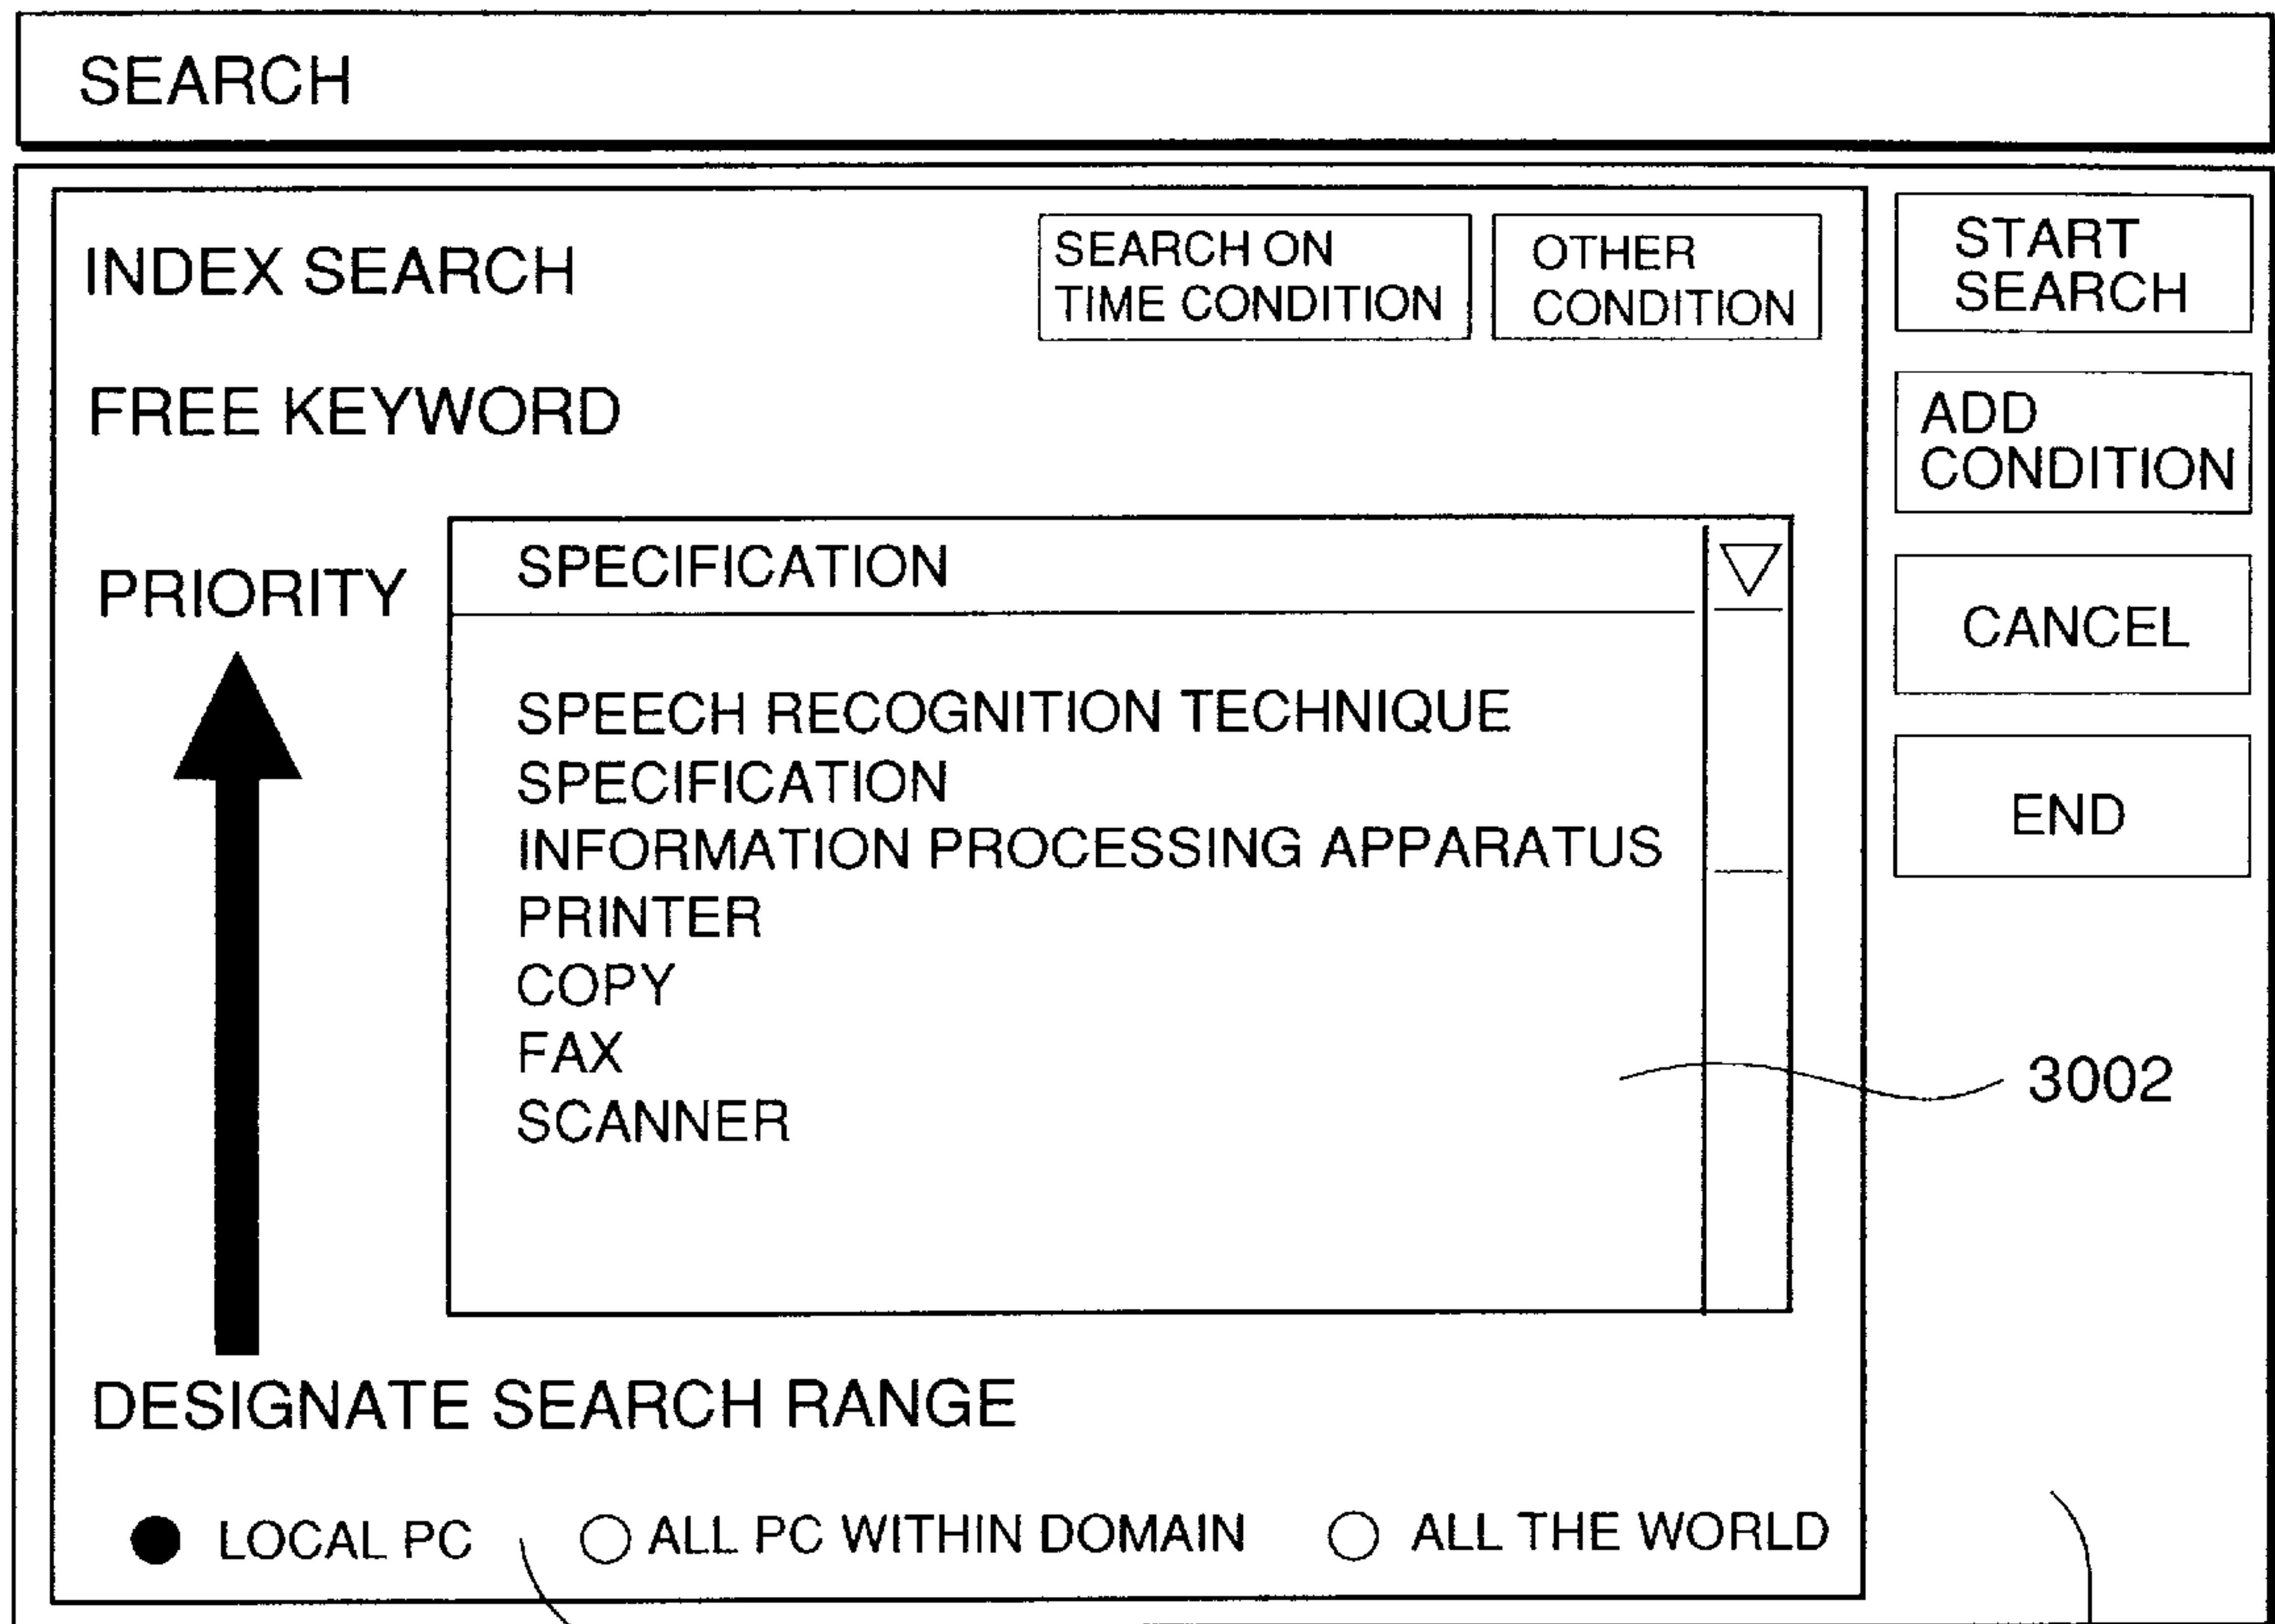 SEARCH
INDEX SEARCH
SEARCH ON
TIME CONDITION
OTHER
CONDITION
START
SEARCH
FREE KEYWORD
ADD
CONDITION
PRIORITY
SPECIFICATION
CANCEL
SPEECH RECOGNITION TECHNIQUE
SPECIFICATION
INFORMATION PROCESSING APPARATUS
PRINTER
COPY
FAX
SCANNER
END
3002
DESIGNATE SEARCH RANGE
LOCAL PC
ALL PC WITHIN DOMAIN
ALL THE WORLD